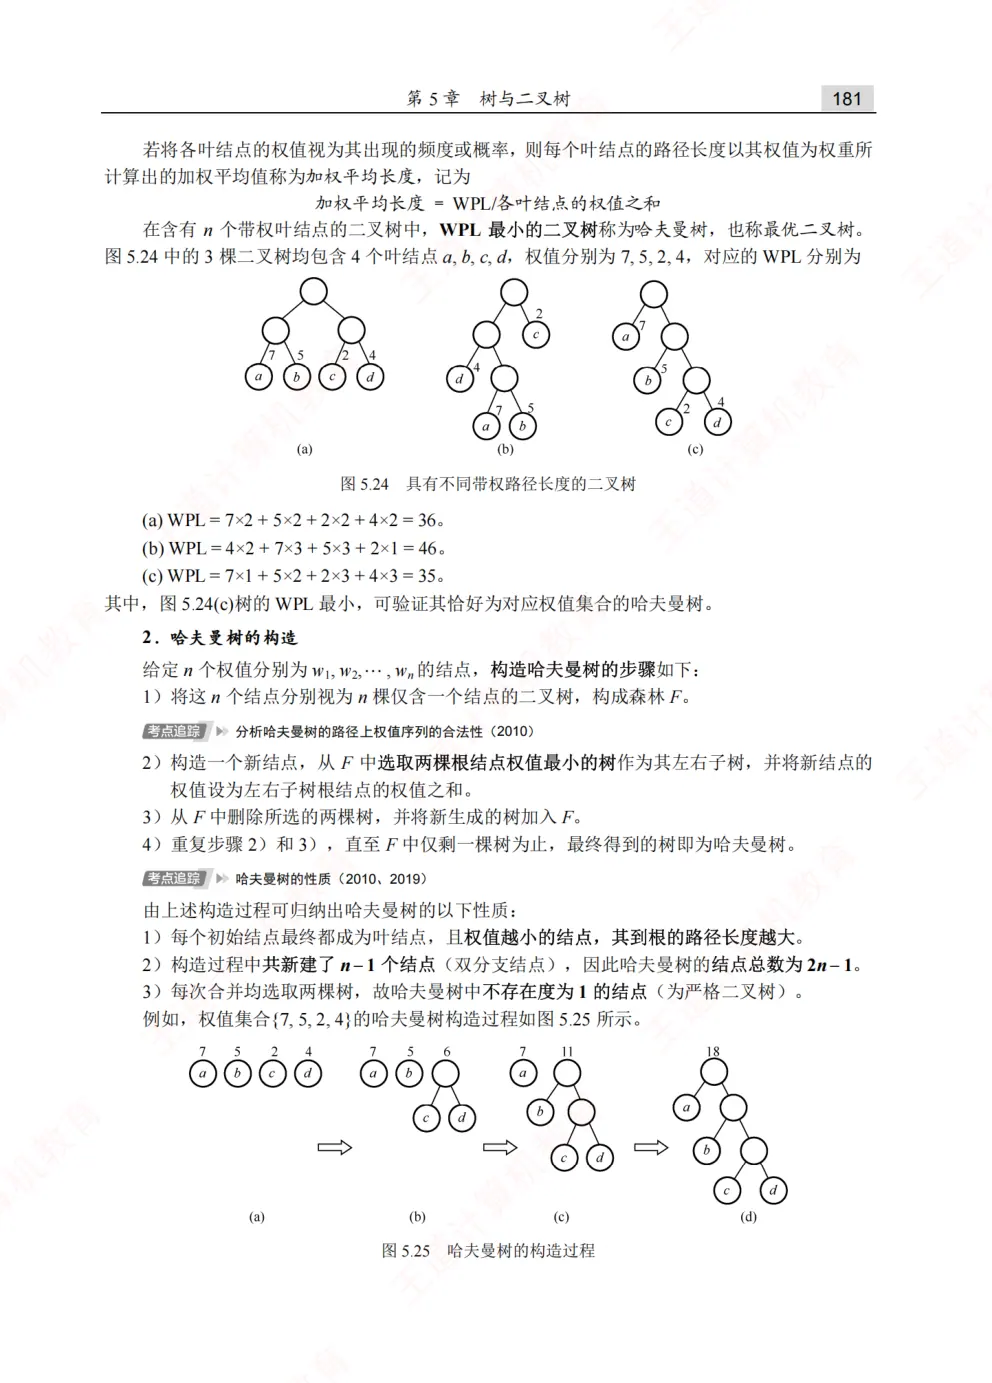 第 5 章　树与二叉树　181
若将各叶结点的权值视为其出现的频度或概率，则每个叶结点的路径长度以其权值为权重所
计算出的加权平均值称为加权平均长度，记为
加权平均长度 = WPL/各叶结点的权值之和
在含有 n 个带权叶结点的二叉树中，WPL 最小的二叉树称为哈夫曼树，也称最优二叉树。
图 5.24 中的 3 棵二叉树均包含 4 个叶结点 a, b, c, d，权值分别为 7, 5, 2, 4，对应的 WPL 分别为
7 5 2 4
a b c d
(a)
2
c
4
d
7 5
a b
(b)
7
a
5
b
2 4
c d
(c)
图 5.24　具有不同带权路径长度的二叉树
(a) WPL = 7×2 + 5×2 + 2×2 + 4×2 = 36。
(b) WPL = 4×2 + 7×3 + 5×3 + 2×1 = 46。
(c) WPL = 7×1 + 5×2 + 2×3 + 4×3 = 35。
其中，图 5.24(c)树的 WPL 最小，可验证其恰好为对应权值集合的哈夫曼树。
2．哈夫曼树的构造
给定 n 个权值分别为 w1, w2,⋯ , wn 的结点，构造哈夫曼树的步骤如下：
1）将这 n 个结点分别视为 n 棵仅含一个结点的二叉树，构成森林 F。
考点追踪　分析哈夫曼树的路径上权值序列的合法性（2010）
2）构造一个新结点，从 F 中选取两棵根结点权值最小的树作为其左右子树，并将新结点的
权值设为左右子树根结点的权值之和。
3）从 F 中删除所选的两棵树，并将新生成的树加入 F。
4）重复步骤 2）和 3），直至 F 中仅剩一棵树为止，最终得到的树即为哈夫曼树。
考点追踪　哈夫曼树的性质（2010、2019）
由上述构造过程可归纳出哈夫曼树的以下性质：
1）每个初始结点最终都成为叶结点，且权值越小的结点，其到根的路径长度越大。
2）构造过程中共新建了 n – 1 个结点（双分支结点），因此哈夫曼树的结点总数为 2n – 1。
3）每次合并均选取两棵树，故哈夫曼树中不存在度为 1 的结点（为严格二叉树）。
例如，权值集合{7, 5, 2, 4}的哈夫曼树构造过程如图 5.25 所示。
7 5 2 4
a b c d
(a)
7 5 6
a b
c d
(b)
7 11
a
b
c d
(c)
18
a
b
c d
(d)
图 5.25　哈夫曼树的构造过程
王道计算机教育